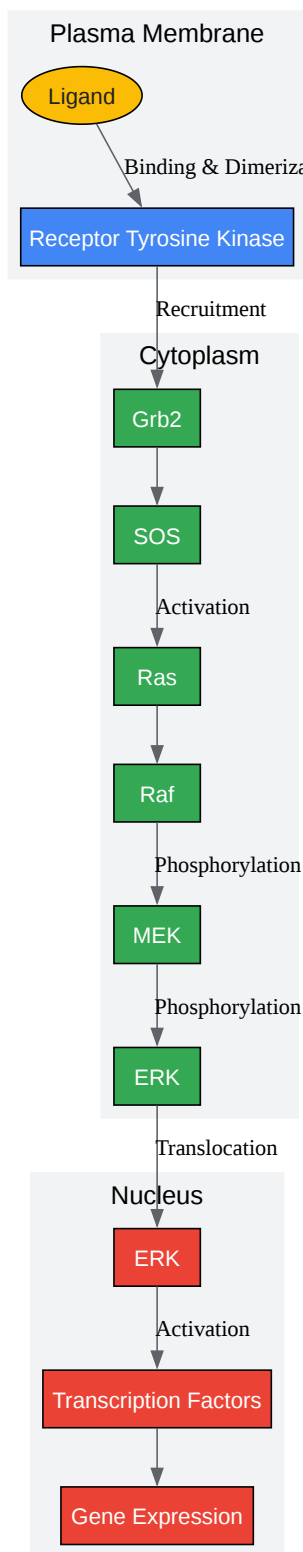 Plasma Membrane
Ligand
Binding & Dimeriza
Receptor Tyrosine Kinase
Recruitment
Cytoplasm
Grb2
SOS
Activation
Ras
Raf
Phosphorylation
MEK
Phosphorylation
ERK
Translocation
Nucleus
ERK
Activation
Transcription Factors
Gene Expression